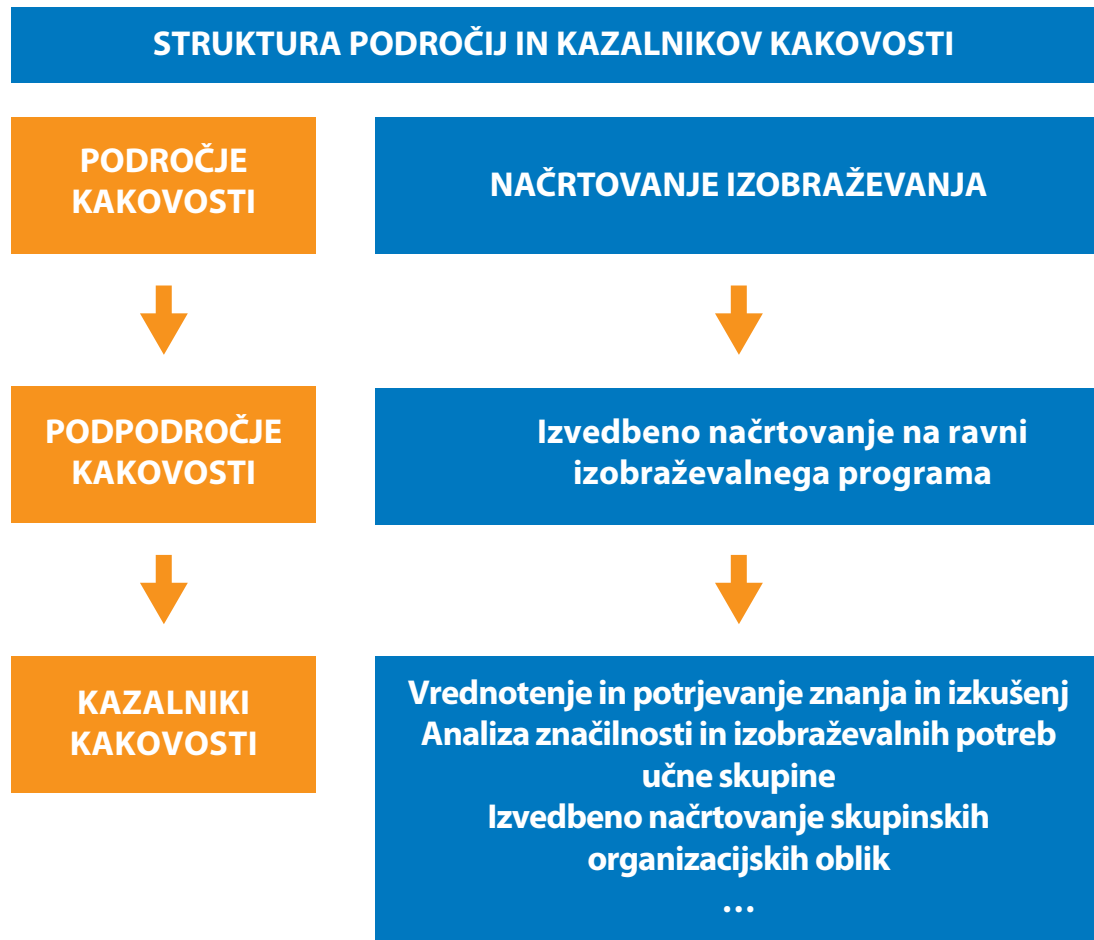 STRUKTURA PODROČIJ IN KAZALNIKOV KAKOVOSTI
PODROČJE
KAKOVOSTI
NAČRTOVANJE IZOBRAŽEVANJA
PODPODROČJE
KAKOVOSTI
Izvedbeno načrtovanje na ravni
izobraževalnega programa
KAZALNIKI
KAKOVOSTI
Vrednotenje in potrjevanje znanja in izkušenj
Analiza značilnosti in izobraževalnih potreb
učne skupine
Izvedbeno načrtovanje skupinskih
organizacijskih oblik
…